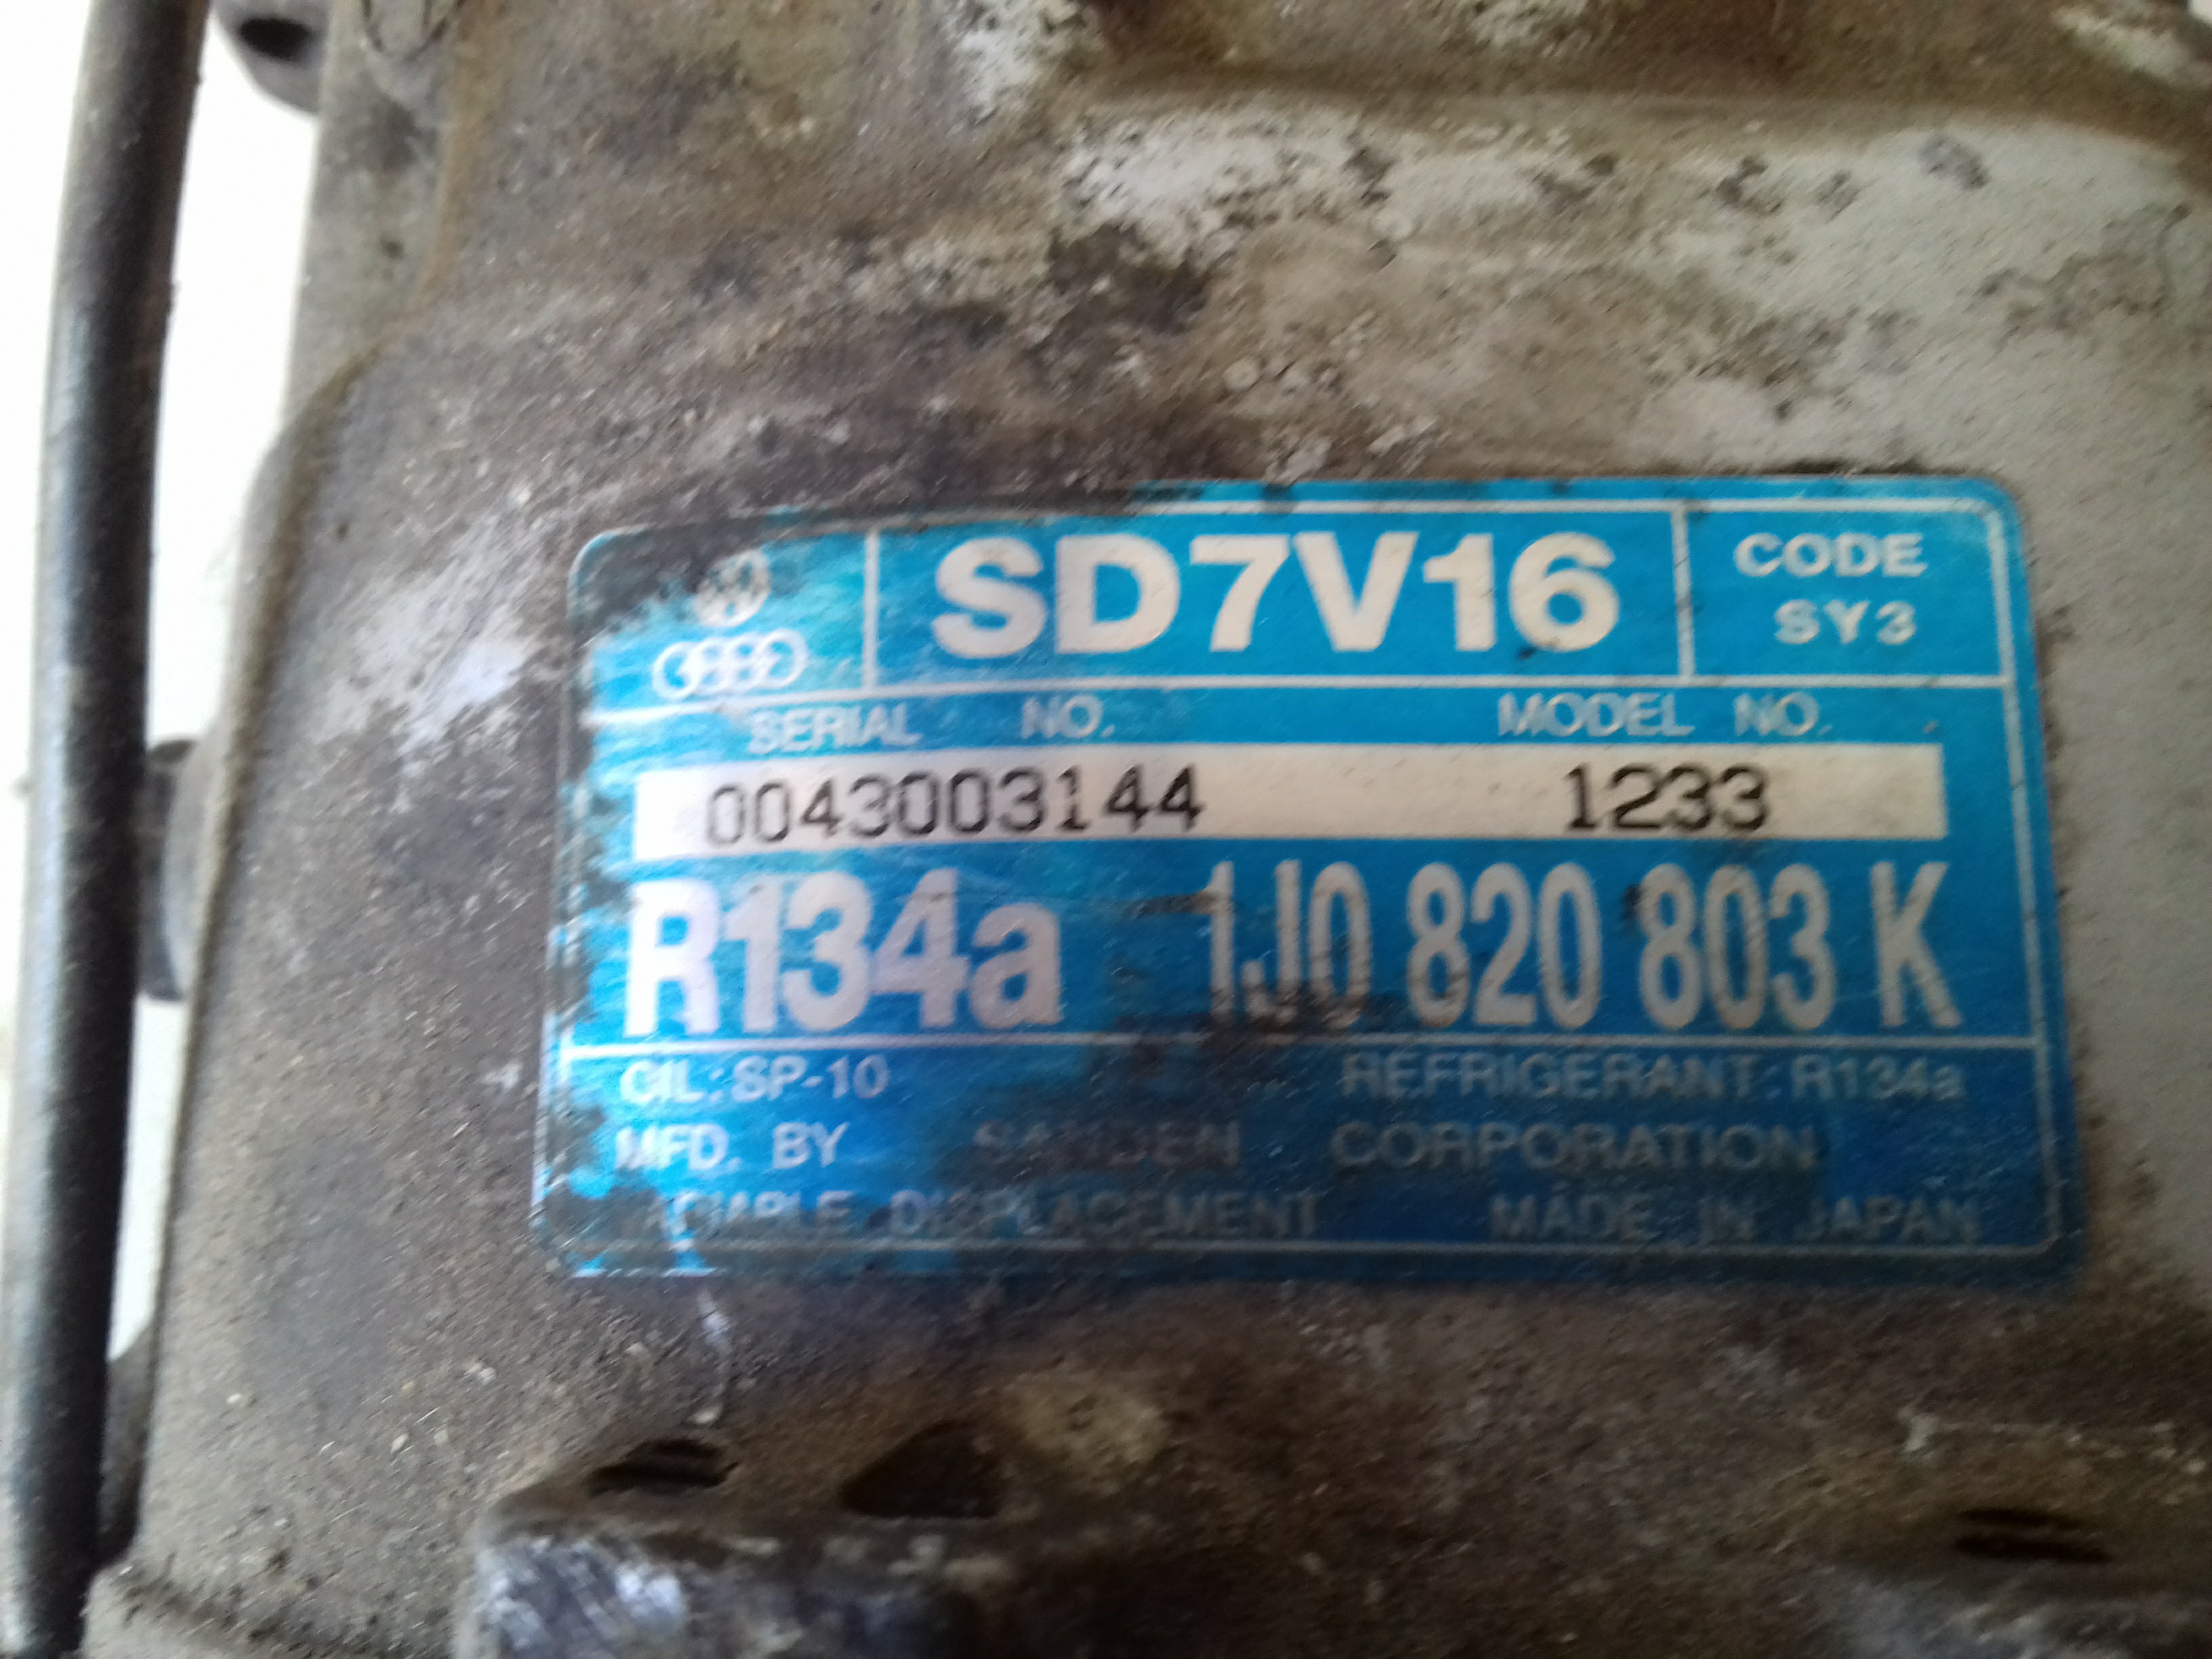 SD7V16 CODE
SY3
SERIAL NO. MODEL NO.
0043003144 1233
R134a 1J0 820 803 K
OIL: SP-10 REFRIGERANT: R134a
MFD. BY SANDEN CORPORATION
DISPLACEMENT MADE IN JAPAN